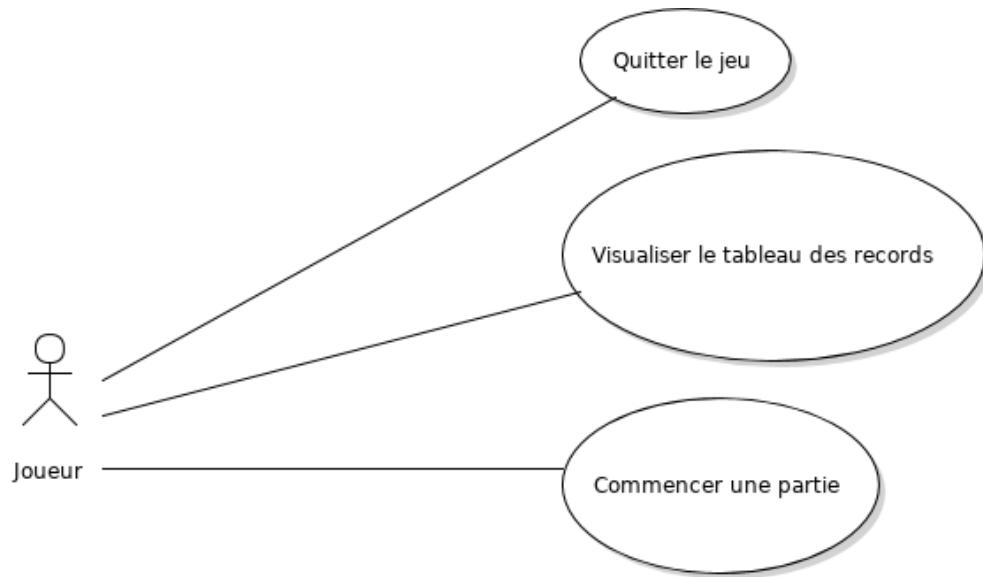 Quitter le jeu
Visualiser le tableau des records
Joueur
Commencer une partie